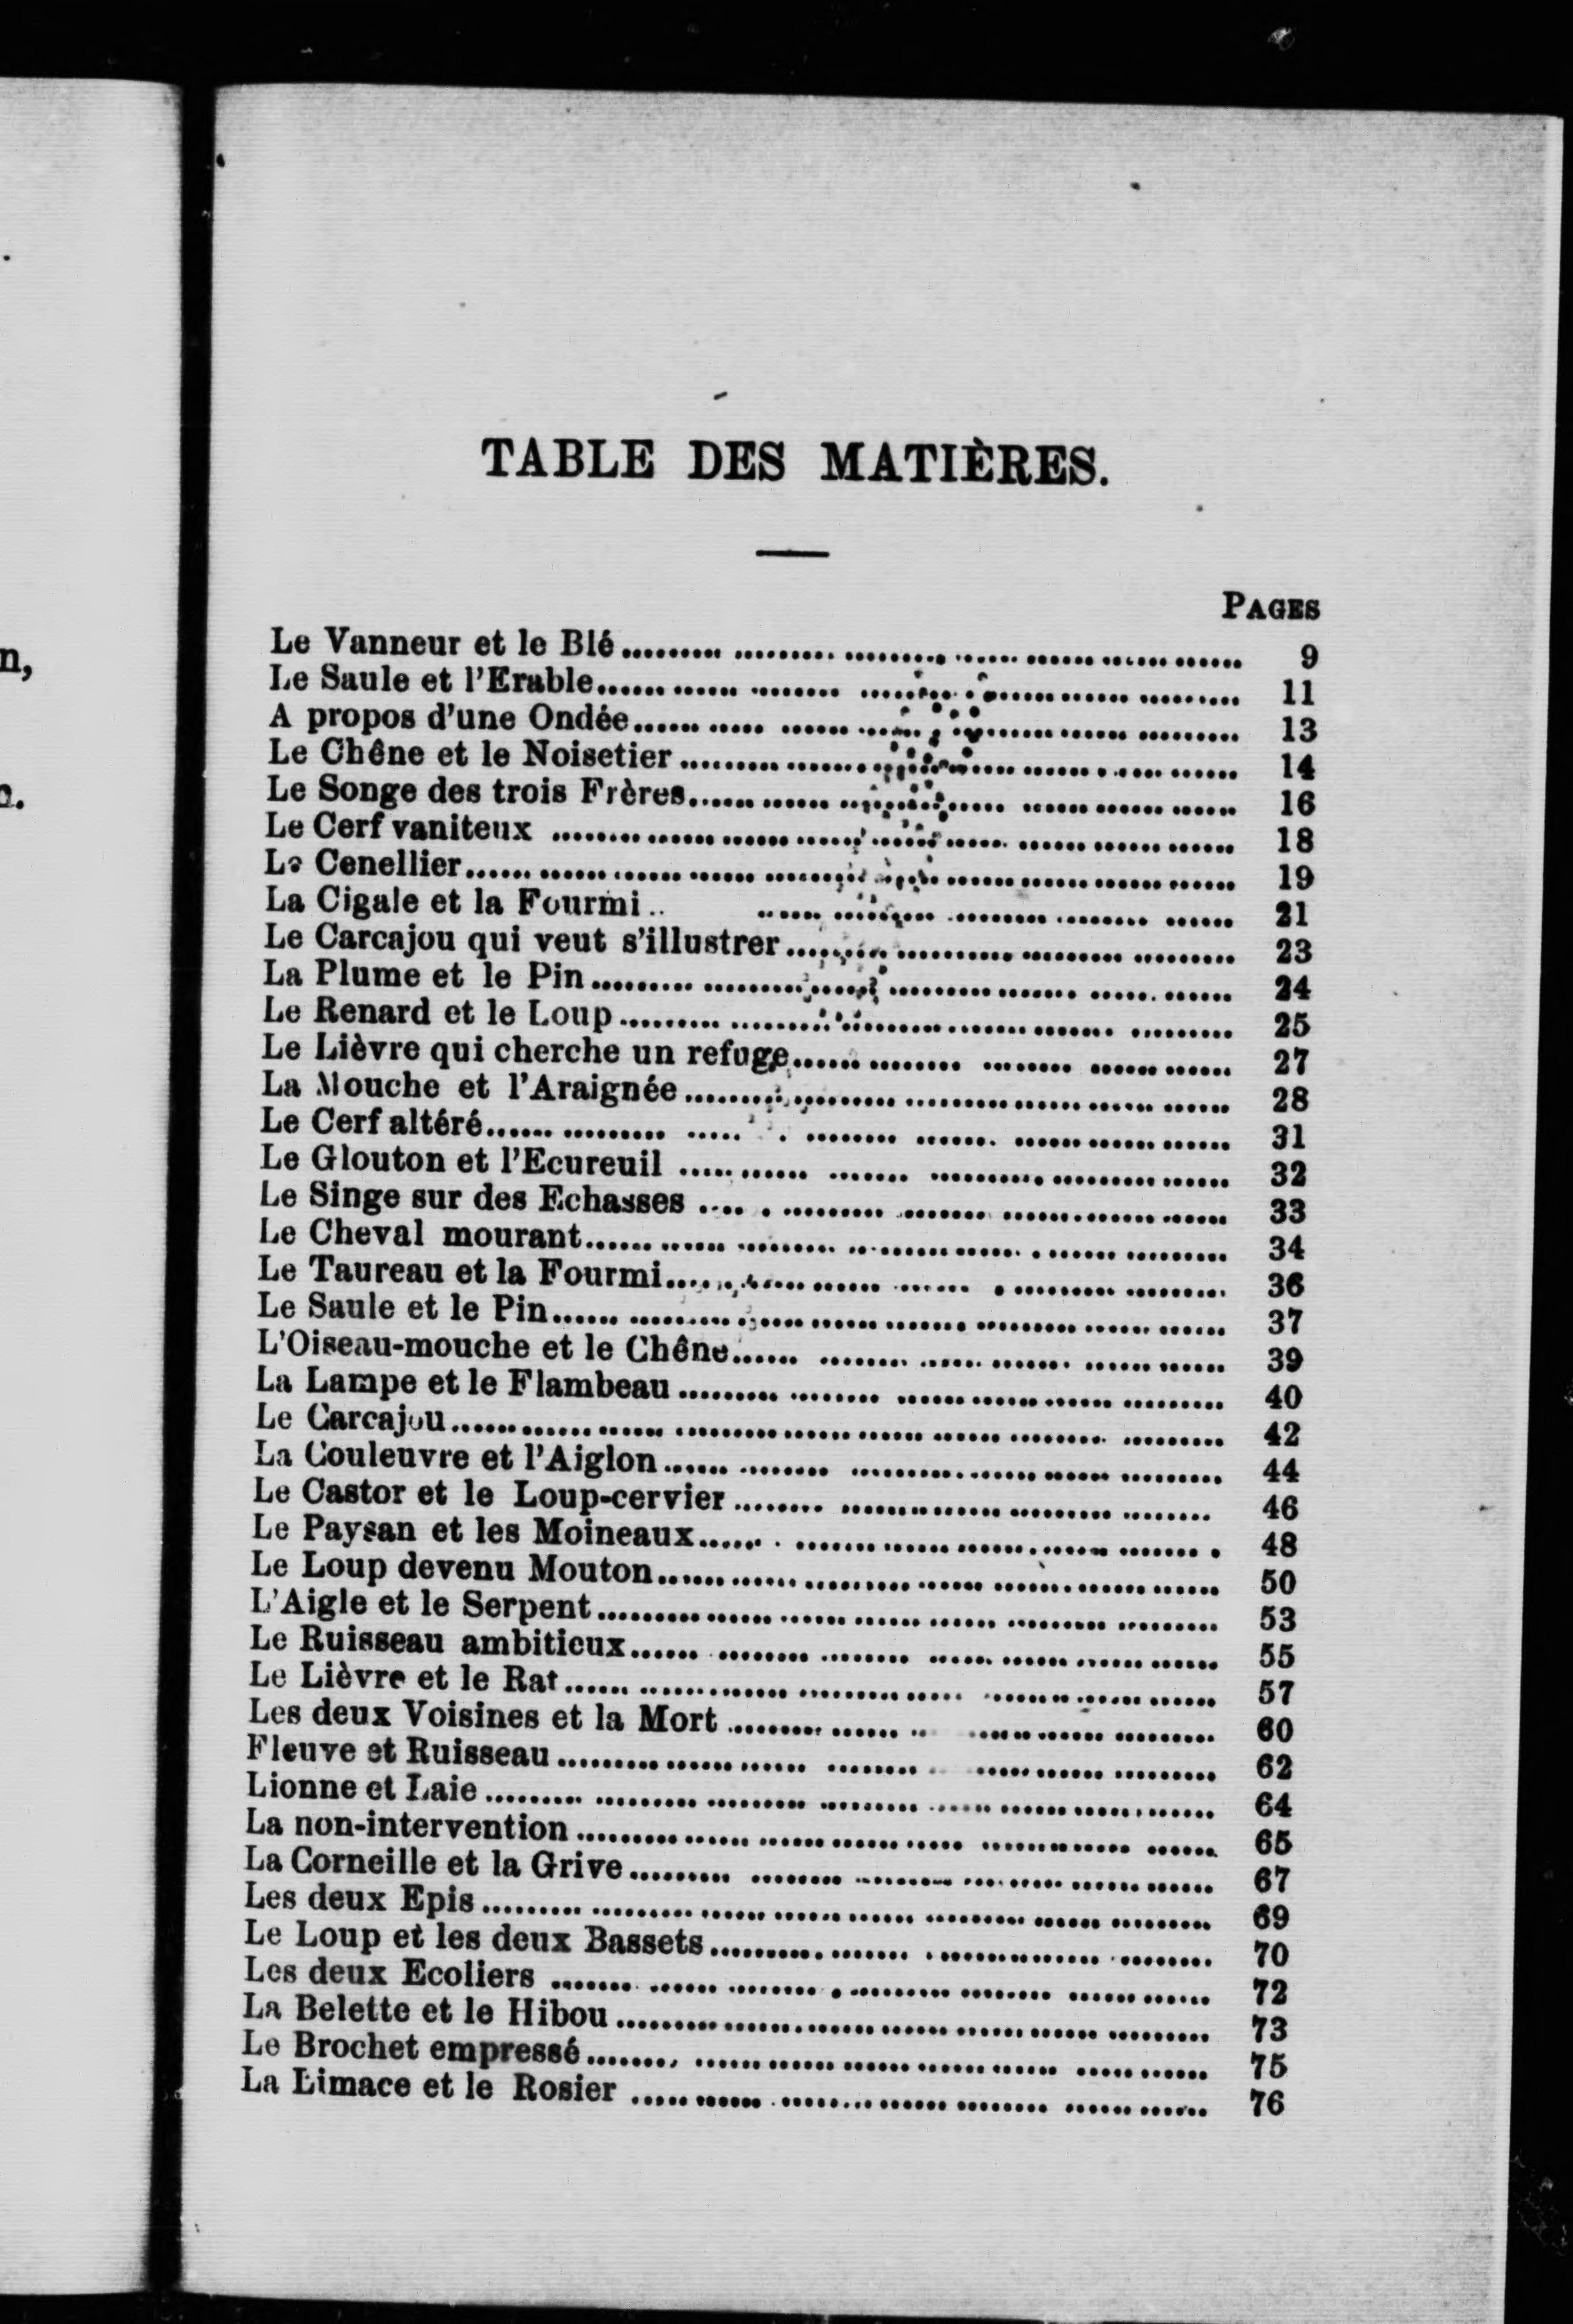 TABLE DES MATIÈRES.
PAGES
Le Vanneur et le Blé 9
Le Saule et l'Erable 11
A propos d'une Ondée 13
Le Chêne et le Noisetier 14
Le Songe des trois Frères 16
Le Cerf vaniteux 18
Le Cenellier 19
La Cigale et la Fourmi 21
Le Carcajou qui veut s'illustrer 23
La Plume et le Pin 24
Le Renard et le Loup 25
Le Lièvre qui cherche un refuge 27
La Mouche et l'Araignée 28
Le Cerf altéré 31
Le Glouton et l'Ecureuil 32
Le Singe sur des Echasses 33
Le Cheval mourant 34
Le Taureau et la Fourmi 36
Le Saule et le Pin 37
L'Oiseau-mouche et le Chêne 39
La Lampe et le Flambeau 40
Le Carcajou 42
La Couleuvre et l'Aiglon 44
Le Castor et le Loup-cervier 46
Le Paysan et les Moineaux 48
Le Loup devenu Mouton 50
L'Aigle et le Serpent 53
Le Ruisseau ambitieux 55
Le Lièvre et le Rat 57
Les deux Voisines et la Mort 60
Fleuve et Ruisseau 62
Lionne et Laie 64
La non-intervention 65
La Corneille et la Grive 67
Les deux Epis 69
Le Loup et les deux Bassets 70
Les deux Ecoliers 72
La Belette et le Hibou 73
Le Brochet empressé 75
La Limace et le Rosier 76